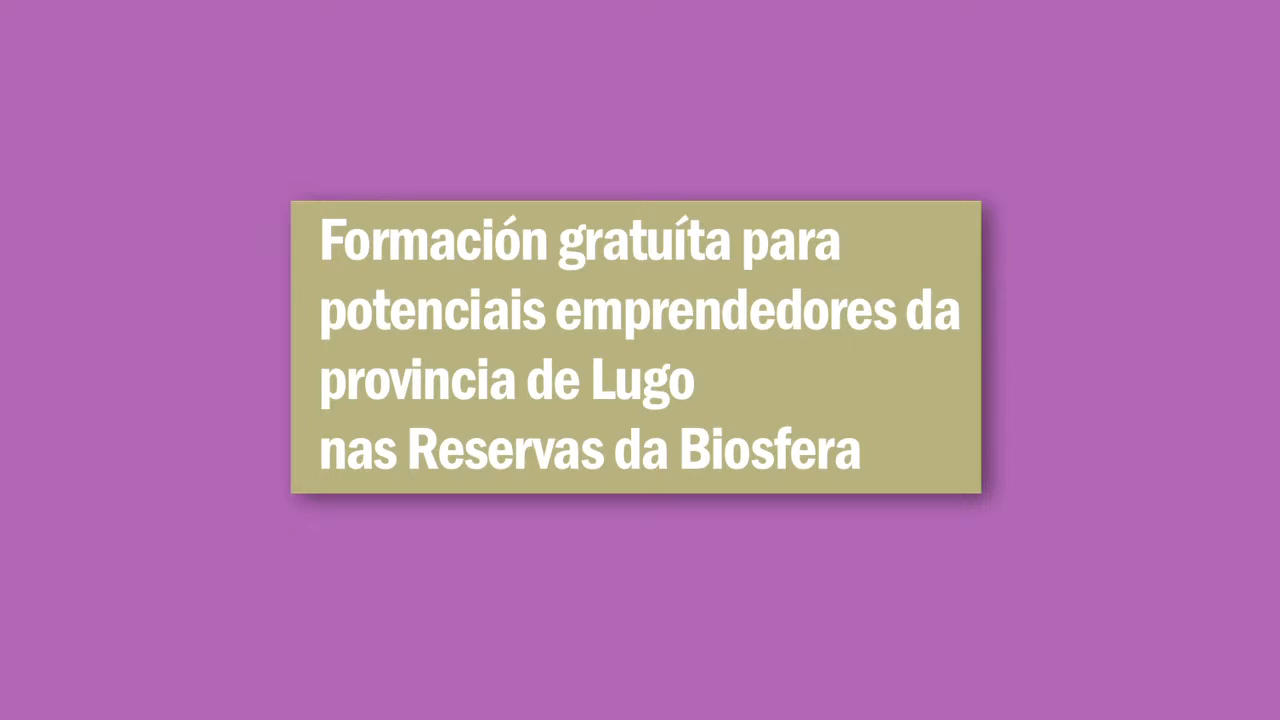 Formación gratuíta para
potenciais emprendedores da
provincia de Lugo
nas Reservas da Biosfera